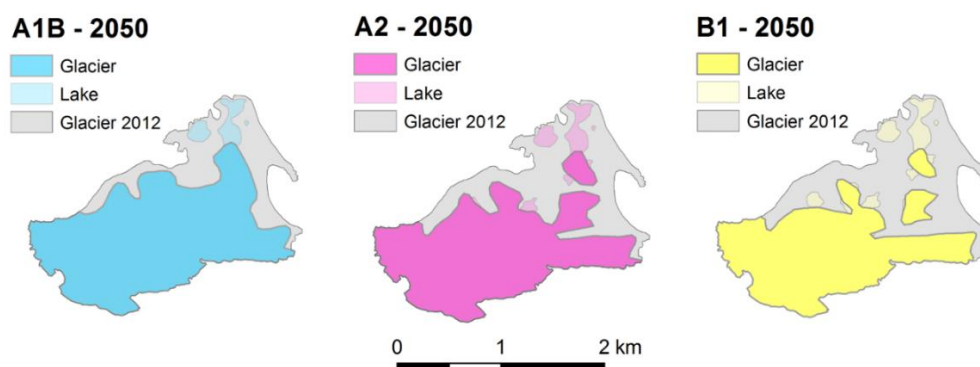 A1B - 2050
Glacier
Lake
Glacier 2012
A2 - 2050
Glacier
Lake
Glacier 2012
B1 - 2050
Glacier
Lake
Glacier 2012
0 1 2 km